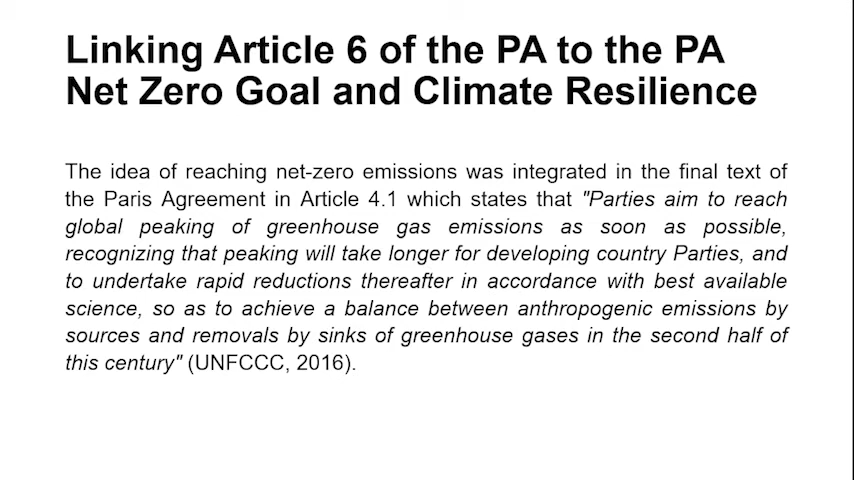 Linking Article 6 of the PA to the PA
Net Zero Goal and Climate Resilience
The idea of reaching net-zero emissions was integrated in the final text of
the Paris Agreement in Article 4.1 which states that "Parties aim to reach
global peaking of greenhouse gas emissions as soon as possible,
recognizing that peaking will take longer for developing country Parties, and
to undertake rapid reductions thereafter in accordance with best available
science, so as to achieve a balance between anthropogenic emissions by
sources and removals by sinks of greenhouse gases in the second half of
this century" (UNFCCC, 2016).